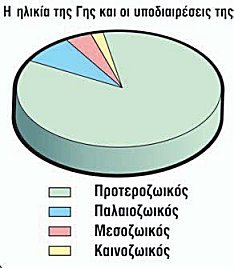 Η ηλικία της Γης και οι υποδιαιρέσεις της
Προτεροζωικός
Παλαιοζωικός
Μεσοζωικός
Καινοζωικός